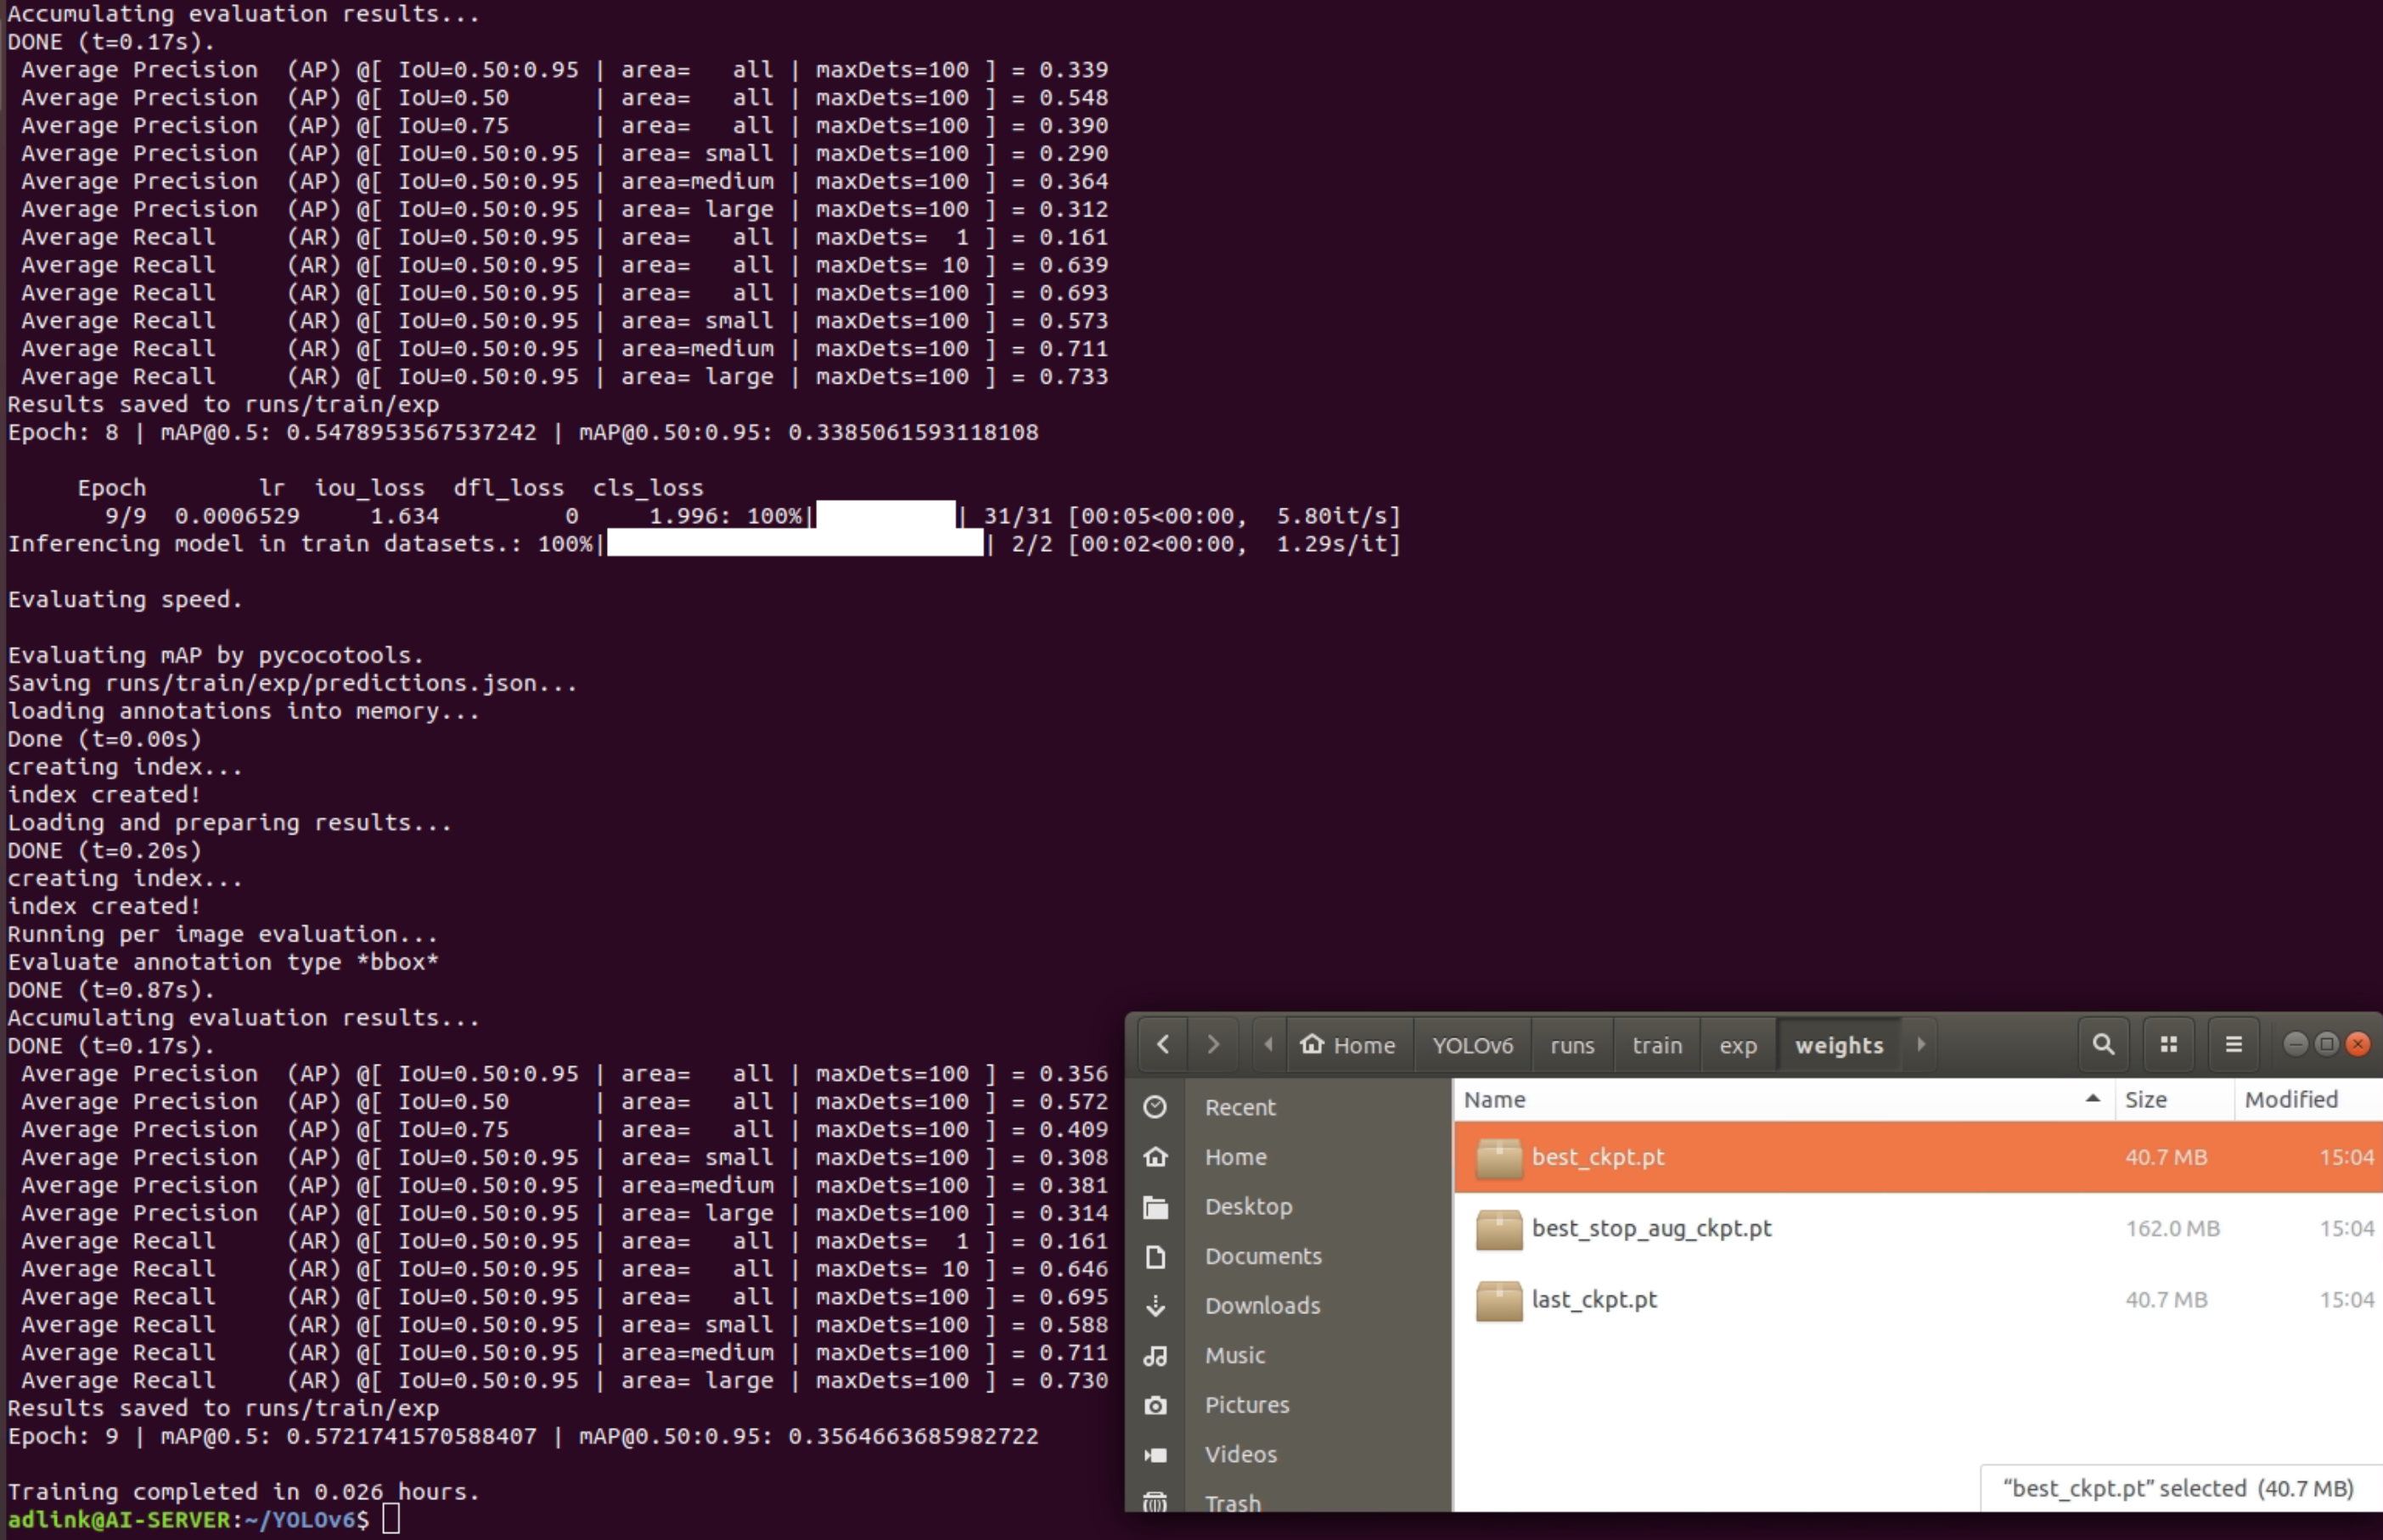 Accumulating evaluation results...
DONE (t=0.17s).
Average Precision  (AP) @[ IoU=0.50:0.95 | area=   all | maxDets=100 ] = 0.339
Average Precision  (AP) @[ IoU=0.50      | area=   all | maxDets=100 ] = 0.548
Average Precision  (AP) @[ IoU=0.75      | area=   all | maxDets=100 ] = 0.390
Average Precision  (AP) @[ IoU=0.50:0.95 | area= small | maxDets=100 ] = 0.290
Average Precision  (AP) @[ IoU=0.50:0.95 | area=medium | maxDets=100 ] = 0.364
Average Precision  (AP) @[ IoU=0.50:0.95 | area= large | maxDets=100 ] = 0.312
Average Recall     (AR) @[ IoU=0.50:0.95 | area=   all | maxDets=  1 ] = 0.161
Average Recall     (AR) @[ IoU=0.50:0.95 | area=   all | maxDets= 10 ] = 0.639
Average Recall     (AR) @[ IoU=0.50:0.95 | area=   all | maxDets=100 ] = 0.693
Average Recall     (AR) @[ IoU=0.50:0.95 | area= small | maxDets=100 ] = 0.573
Average Recall     (AR) @[ IoU=0.50:0.95 | area=medium | maxDets=100 ] = 0.711
Average Recall     (AR) @[ IoU=0.50:0.95 | area= large | maxDets=100 ] = 0.733
Results saved to runs/train/exp
Epoch: 8 | mAP@0.5: 0.5478953567537242 | mAP@0.50:0.95: 0.3385061593118108
Epoch        lr  iou_loss  dfl_loss  cls_loss
9/9  0.0006529     1.634         0     1.996: 100%|          | 31/31 [00:05<00:00,  5.80it/s]
Inferencing model in train datasets.: 100%|          | 2/2 [00:02<00:00,  1.29s/it]
Evaluating speed.
Evaluating mAP by pycocotools.
Saving runs/train/exp/predictions.json...
loading annotations into memory...
Done (t=0.00s)
creating index...
index created!
Loading and preparing results...
DONE (t=0.20s)
creating index...
index created!
Running per image evaluation...
Evaluate annotation type *bbox*
DONE (t=0.87s).
Accumulating evaluation results...
DONE (t=0.17s).
Average Precision  (AP) @[ IoU=0.50:0.95 | area=   all | maxDets=100 ] = 0.356
Average Precision  (AP) @[ IoU=0.50      | area=   all | maxDets=100 ] = 0.572
Average Precision  (AP) @[ IoU=0.75      | area=   all | maxDets=100 ] = 0.409
Average Precision  (AP) @[ IoU=0.50:0.95 | area= small | maxDets=100 ] = 0.308
Average Precision  (AP) @[ IoU=0.50:0.95 | area=medium | maxDets=100 ] = 0.381
Average Precision  (AP) @[ IoU=0.50:0.95 | area= large | maxDets=100 ] = 0.314
Average Recall     (AR) @[ IoU=0.50:0.95 | area=   all | maxDets=  1 ] = 0.161
Average Recall     (AR) @[ IoU=0.50:0.95 | area=   all | maxDets= 10 ] = 0.646
Average Recall     (AR) @[ IoU=0.50:0.95 | area=   all | maxDets=100 ] = 0.695
Average Recall     (AR) @[ IoU=0.50:0.95 | area= small | maxDets=100 ] = 0.588
Average Recall     (AR) @[ IoU=0.50:0.95 | area=medium | maxDets=100 ] = 0.711
Average Recall     (AR) @[ IoU=0.50:0.95 | area= large | maxDets=100 ] = 0.730
Results saved to runs/train/exp
Epoch: 9 | mAP@0.5: 0.5721741570588407 | mAP@0.50:0.95: 0.3564663685982722
Training completed in 0.026 hours.
adlink@AI-SERVER:~/YOLOv6$
Home YOLOv6 runs train exp weights
Recent
Home
Desktop
Documents
Downloads
Music
Pictures
Videos
Trash
Name Size Modified
best_ckpt.pt 40.7 MB 15:04
best_stop_aug_ckpt.pt 162.0 MB 15:04
last_ckpt.pt 40.7 MB 15:04
“best_ckpt.pt” selected (40.7 MB)